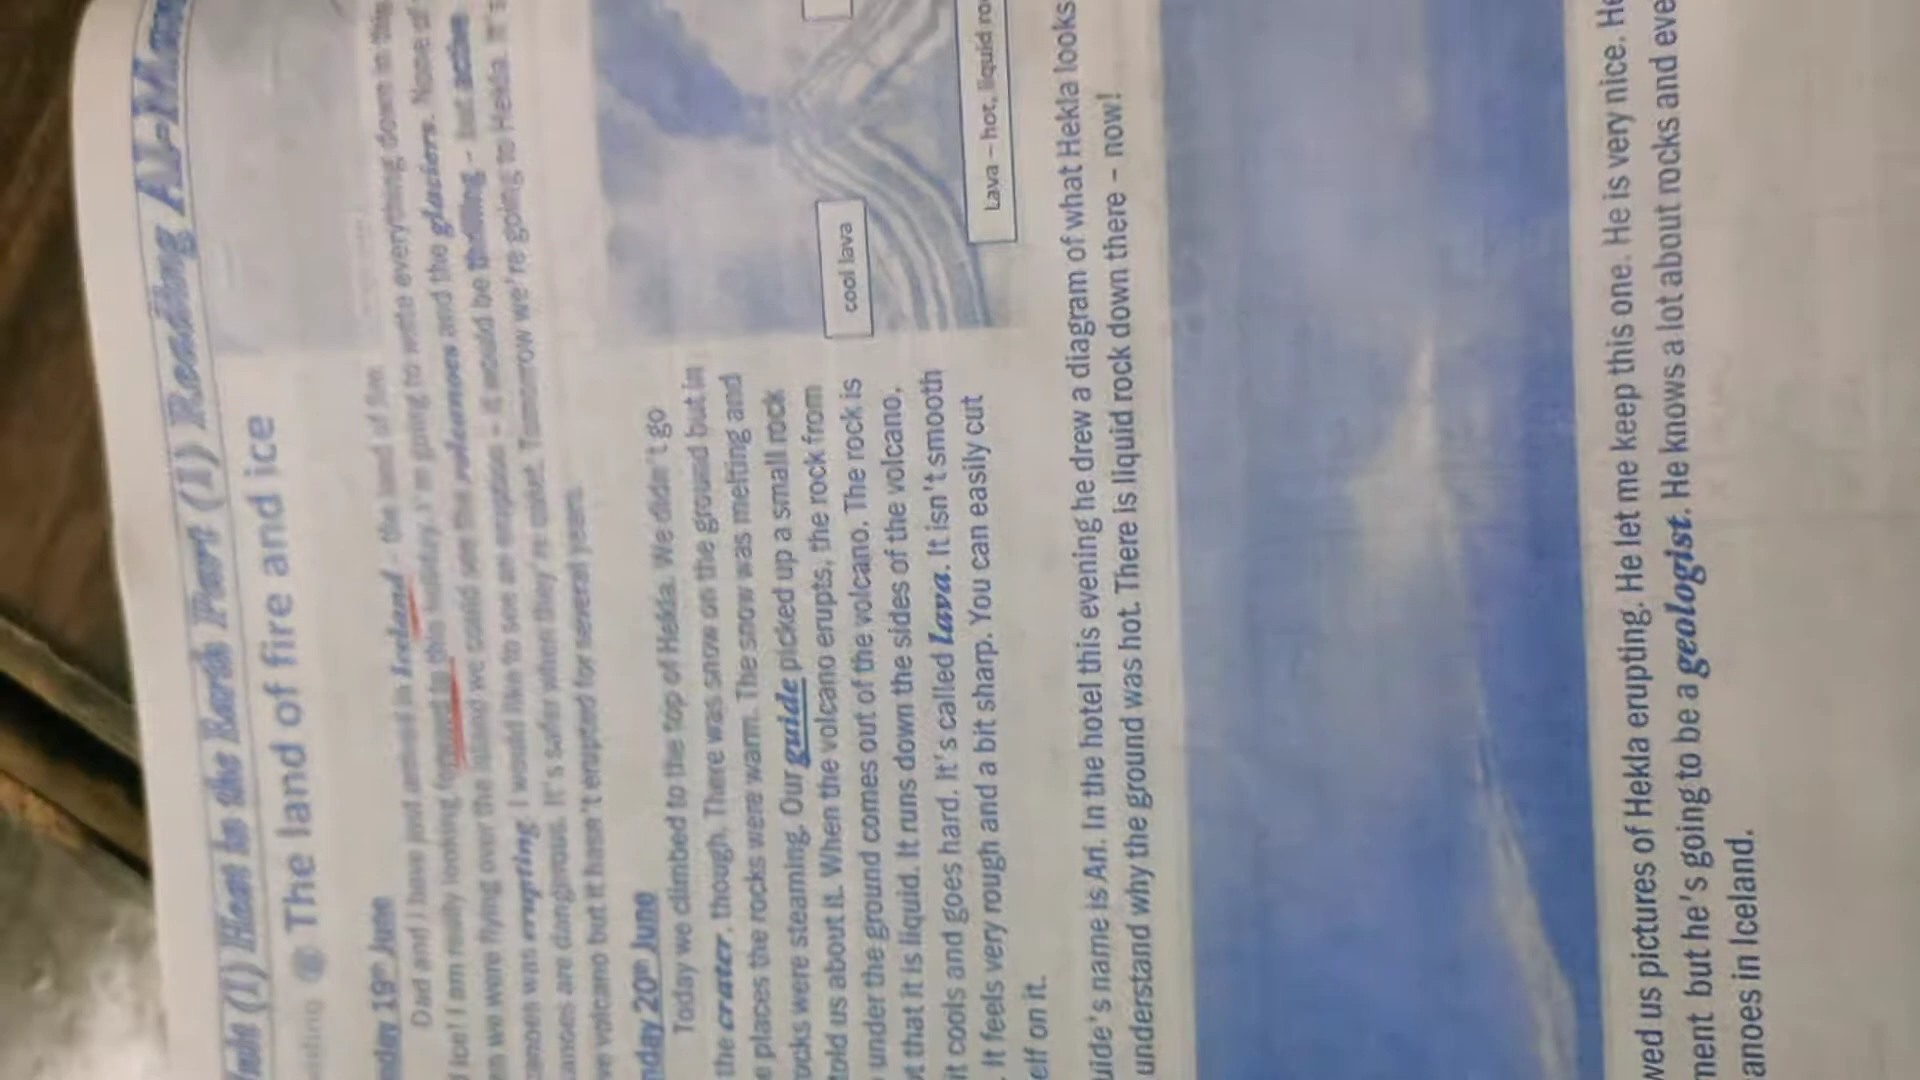 (1) Heat in the Earth Part (1) Reading
The land of fire and ice
19th June
Dad and I have just arrived in Iceland - the land of fire
ice! I am really looking forward to this holiday. I'm going to write everything down in this
we were flying over the island we could see the volcanoes and the glaciers. None of
was erupting. I would like to see an eruption - it would be thrilling - but active
are dangerous. It's safer when they're quiet. Tomorrow we're going to Hekla. It
volcano but it hasn't erupted for several years.
20th June
Today we climbed to the top of Hekla. We didn't go
the crater, though. There was snow on the ground but in
places the rocks were warm. The snow was melting and
were steaming. Our guide picked up a small rock
told us about it. When the volcano erupts, the rock from
under the ground comes out of the volcano. The rock is
that it is liquid. It runs down the sides of the volcano.
it cools and goes hard. It's called lava. It isn't smooth
. It feels very rough and a bit sharp. You can easily cut
elf on it.
cool lava
Lava – hot, liquid ro
uide's name is Ari. In the hotel this evening he drew a diagram of what Hekla looks
understand why the ground was hot. There is liquid rock down there – now!
wed us pictures of Hekla erupting. He let me keep this one. He is very nice. He
ment but he's going to be a geologist. He knows a lot about rocks and eve
anoes in Iceland.